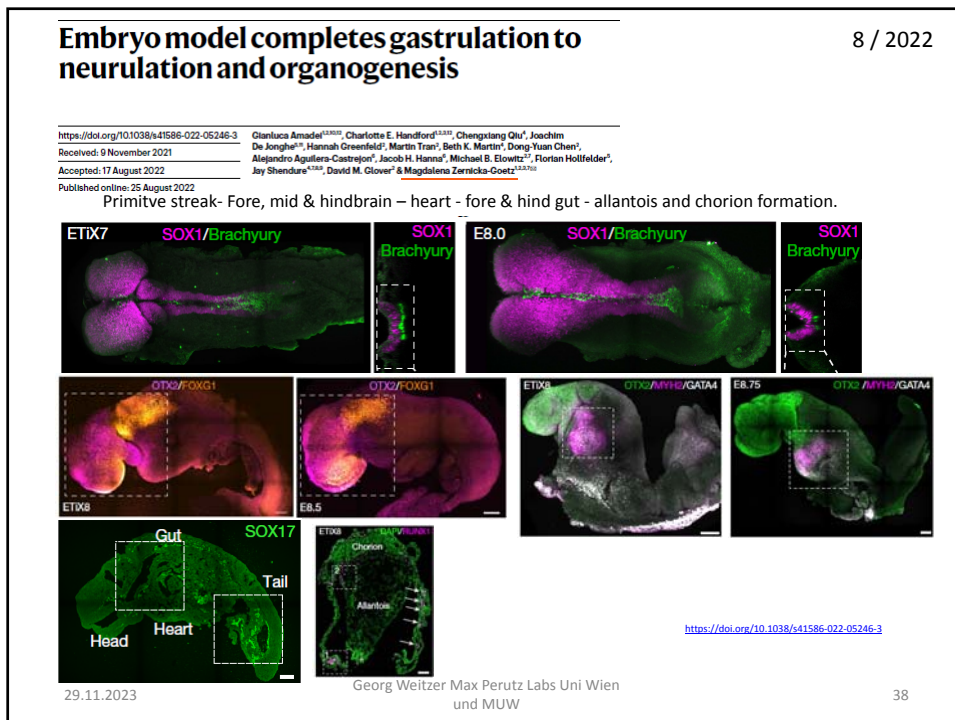 Embryo model completes gastrulation to
neurulation and organogenesis
8 / 2022
https://doi.org/10.1038/s41586-022-05246-3
Received: 9 November 2021
Accepted: 17 August 2022
Published online: 25 August 2022
Gianluca Amadei, Charlotte E. Handford, Chengxiang Qiu, Joachim
De Jonghe, Hannah Greenfeld, Martin Tran, Beth K. Martin, Dong-Yuan Chen,
Alejandro Aguilera-Castrejon, Jacob H. Hanna, Michael B. Elowitz, Florian Hollfelder,
Jay Shendure, David M. Glover & Magdalena Zernicka-Goetz
Primitve streak- Fore, mid & hindbrain – heart - fore & hind gut - allantois and chorion formation.
ETiX7
SOX1/Brachyury
SOX1
Brachyury
E8.0
SOX1/Brachyury
SOX1
Brachyury
OTX2/FOXG1
ETiX8
OTX2/FOXG1
E8.5
ETiX8
OTX2/MYH2/GATA4
E8.75
OTX2/MYH2/GATA4
SOX17
Gut
Tail
Heart
Head
ETiX8
DAPI/RUNX1
Chorion
2
Allantois
1
https://doi.org/10.1038/s41586-022-05246-3
29.11.2023
Georg Weitzer Max Perutz Labs Uni Wien
und MUW
38